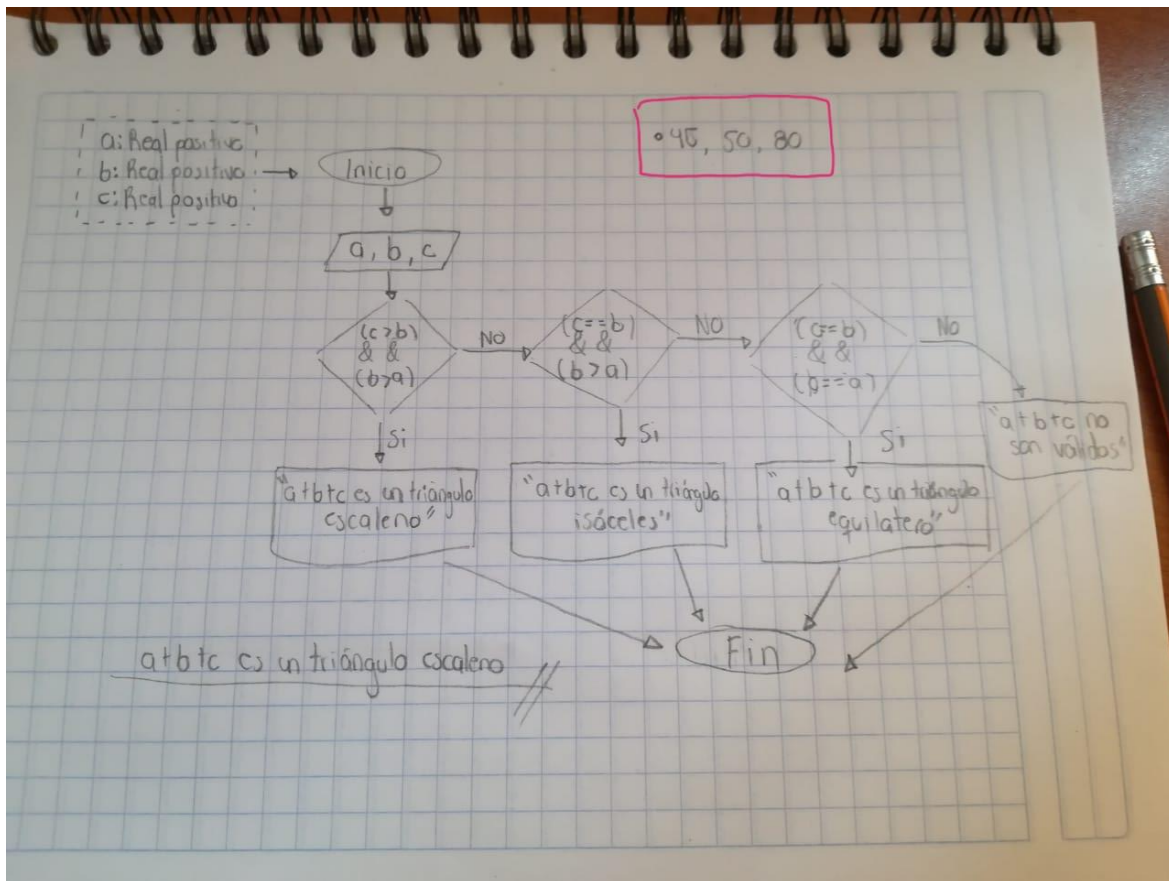 a: Real positivo
b: Real positivo
c: Real positivo
45, 50, 80
Inicio
a, b, c
(c>b)
& &
(b>a)
NO
(c==b)
& &
(b>a)
NO
(c==b)
& &
(b==a)
No
"a+b+c no
son válidos"
Si
Si
Si
"a+b+c es un triángulo
escaleno"
"a+b+c es un triángulo
isóceles"
"a+b+c es un triángulo
equilatero"
Fin
a+b+c es un triángulo escaleno